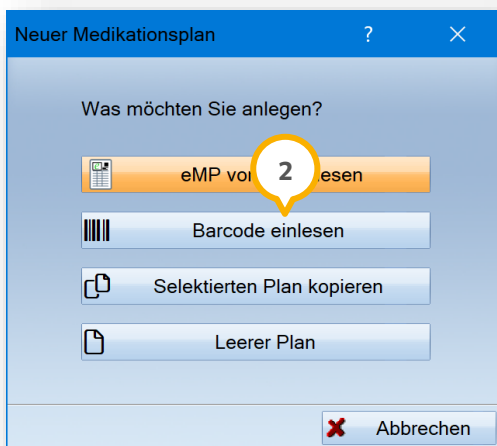 Neuer Medikationsplan ?
Was möchten Sie anlegen?
eMP
2
Barcode einlesen
Selektierten Plan kopieren
Leerer Plan
Abbrechen